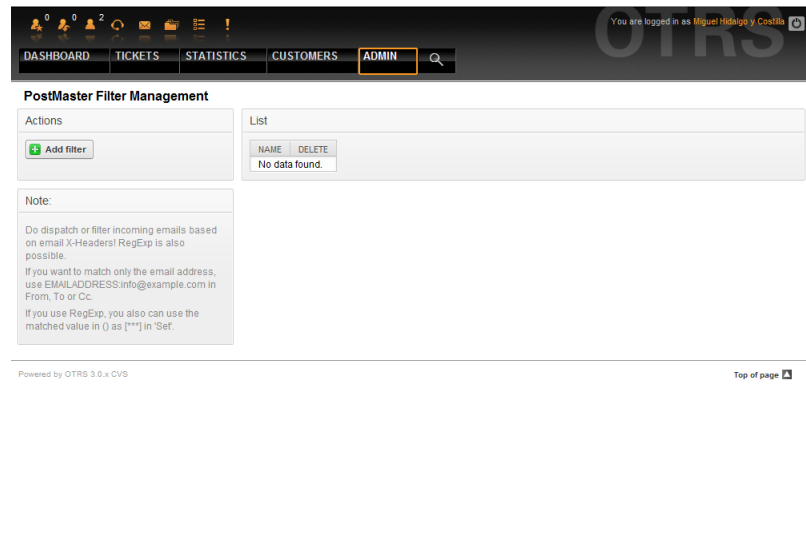 OTRS
You are logged in as Miguel Hidalgo y Costilla
0 0 2
DASHBOARD TICKETS STATISTICS CUSTOMERS ADMIN
PostMaster Filter Management
Actions
Add filter
List
NAME DELETE
No data found.
Note:
Do dispatch or filter incoming emails based
on email X-Headers! RegExp is also
possible.
If you want to match only the email address,
use EMAILADDRESS:info@example.com in
From, To or Cc.
If you use RegExp, you also can use the
matched value in () as [***] in 'Set'.
Powered by OTRS 3.0.x CVS
Top of page